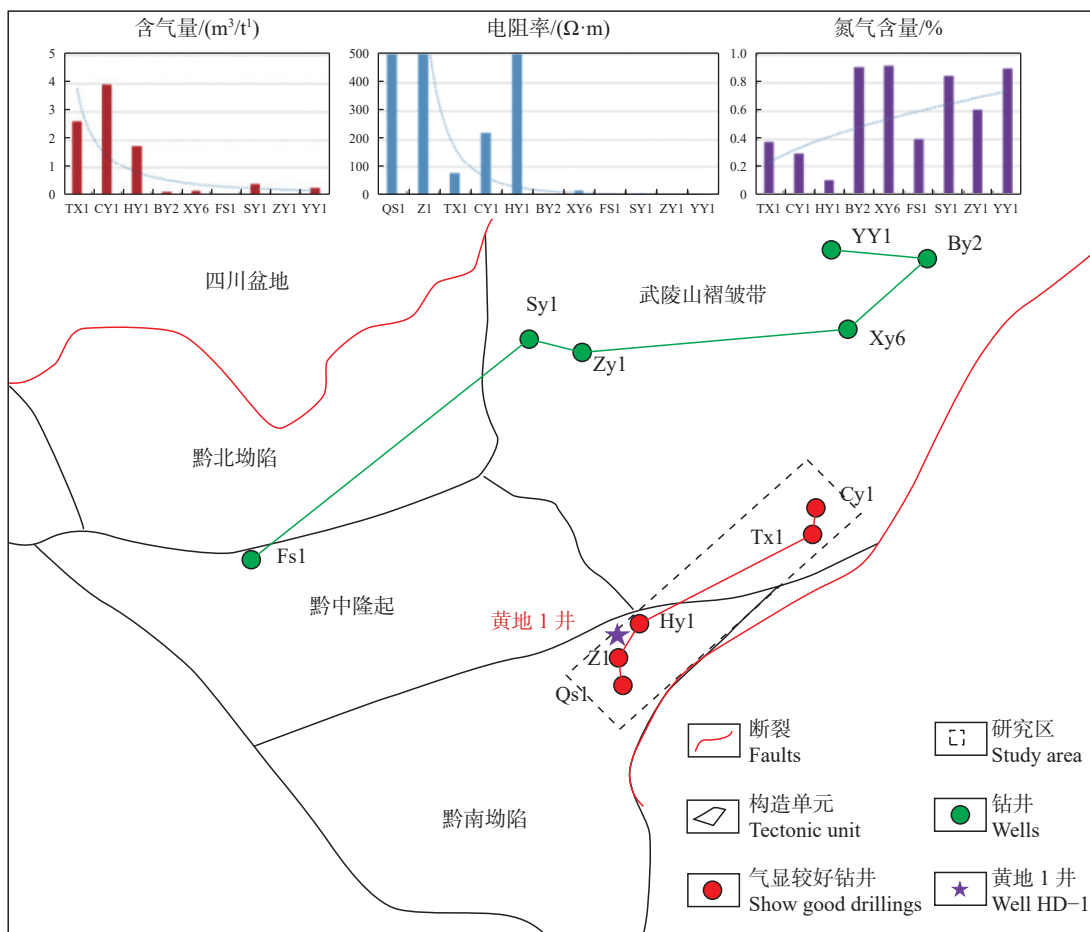 含气量/(m³/t¹)
5
4
3
2
1
0
TX1 CY1 HY1 BY2 XY6 FS1 SY1 ZY1 YY1
电阻率/(Ω·m)
500
400
300
200
100
0
QS1 Z1 TX1 CY1 HY1 BY2 XY6 FS1 SY1 ZY1 YY1
氮气含量/%
1.0
0.8
0.6
0.4
0.2
0
TX1 CY1 HY1 BY2 XY6 FS1 SY1 ZY1 YY1
YY1
By2
四川盆地
武陵山褶皱带
Sy1
Xy6
Zy1
黔北坳陷
Cy1
Tx1
Fs1
黔中隆起
黄地 1 井
Hy1
Z1
Qs1
黔南坳陷
断裂
Faults
研究区
Study area
构造单元
Tectonic unit
钻井
Wells
气显较好钻井
Show good drillings
黄地 1 井
Well HD−1